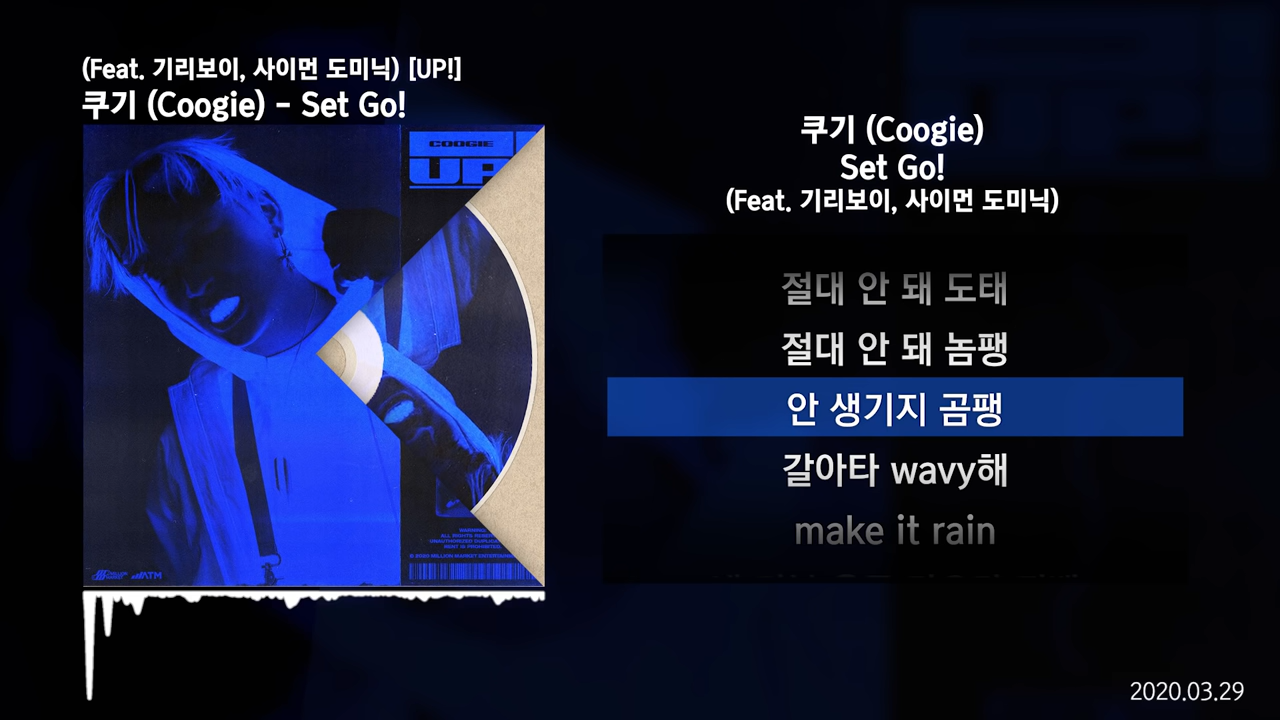 (Feat. 기리보이, 사이먼 도미닉) [UP!]
쿠기 (Coogie) - Set Go!
COOGIE
UP
쿠기 (Coogie)
Set Go!
(Feat. 기리보이, 사이먼 도미닉)
절대 안 돼 도태
절대 안 돼 놈팽
안 생기지 곰팽
갈아타 wavy해
make it rain
ATM
2020.03.29